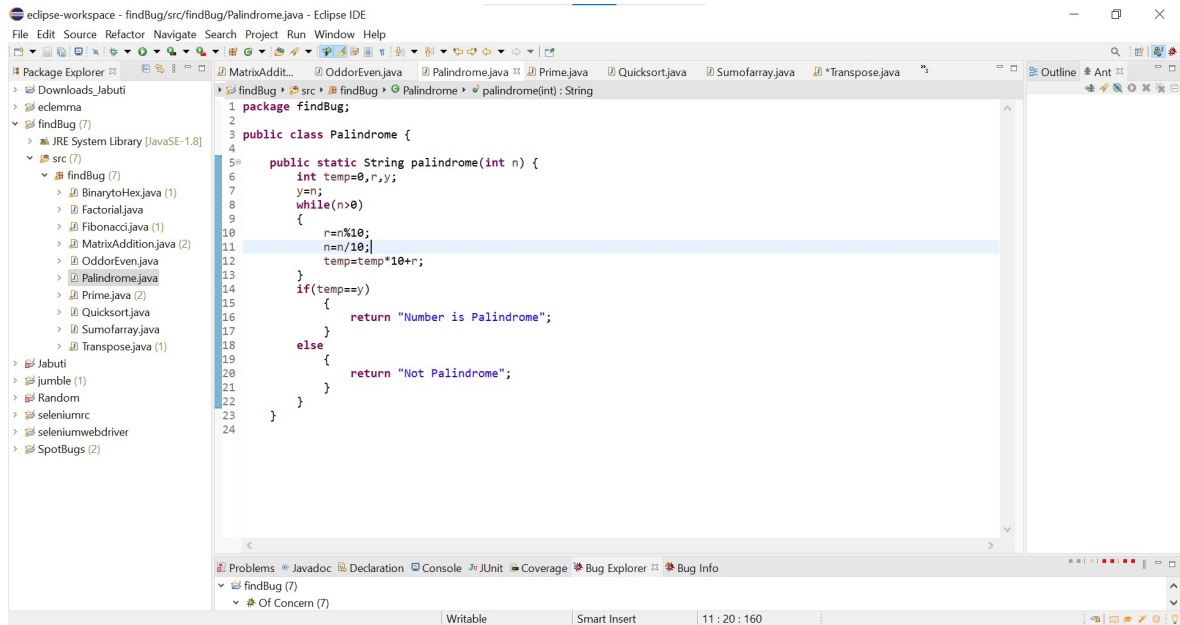 eclipse-workspace - findBug/src/findBug/Palindrome.java - Eclipse IDE
File Edit Source Refactor Navigate Search Project Run Window Help
Package Explorer
MatrixAddit... OddorEven.java Palindrome.java Prime.java Quicksort.java Sumofarray.java *Transpose.java »5
Outline Ant
Downloads_Jabuti
eclemma
findBug (7)
JRE System Library [JavaSE-1.8]
src (7)
findBug (7)
BinarytoHex.java (1)
Factorial.java
Fibonacci.java (1)
MatrixAddition.java (2)
OddorEven.java
Palindrome.java
Prime.java (2)
Quicksort.java
Sumofarray.java
Transpose.java (1)
Jabuti
jumble (1)
Random
seleniumrc
seleniumwebdriver
SpotBugs (2)
findBug src findBug Palindrome palindrome(int) : String
1 package findBug;
2
3 public class Palindrome {
4
5 public static String palindrome(int n) {
6 int temp=0,r,y;
7 y=n;
8 while(n>0)
9 {
10 r=n%10;
11 n=n/10;
12 temp=temp*10+r;
13 }
14 if(temp==y)
15 {
16 return "Number is Palindrome";
17 }
18 else
19 {
20 return "Not Palindrome";
21 }
22 }
23 }
24
Problems Javadoc Declaration Console JUnit Coverage Bug Explorer Bug Info
findBug (7)
Of Concern (7)
Writable Smart Insert 11 : 20 : 160